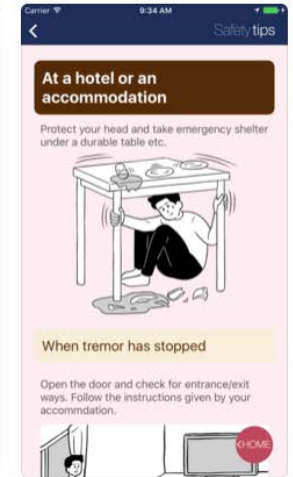 Carrier 9:34 AM
Safety tips
At a hotel or an
accommodation
Protect your head and take emergency shelter
under a durable table etc.
When tremor has stopped
Open the door and check for entrance/exit
ways. Follow the instructions given by your
accommdation.
<HOME